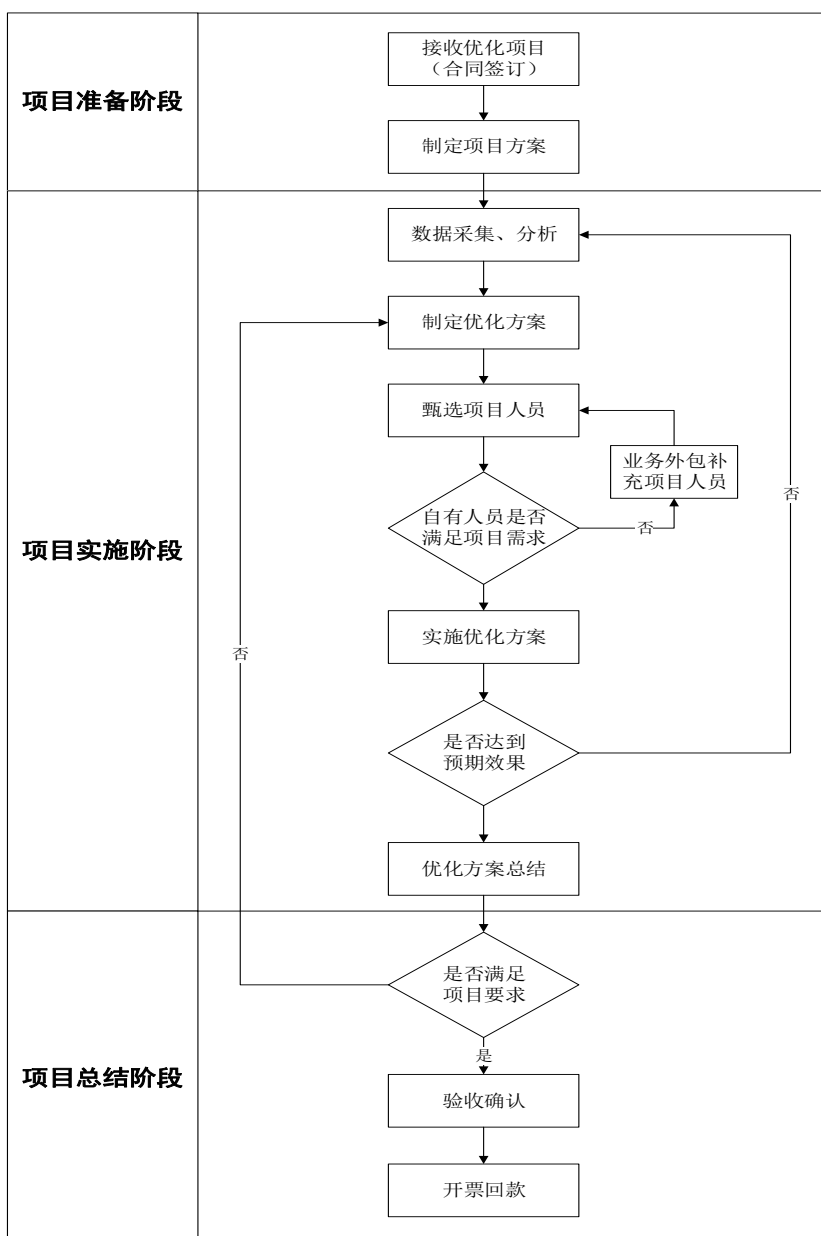 项目准备阶段
接收优化项目
（合同签订）
制定项目方案
项目实施阶段
数据采集、分析
制定优化方案
甄选项目人员
业务外包补
充项目人员
否
自有人员是否
满足项目需求
否
实施优化方案
否
是否达到
预期效果
优化方案总结
项目总结阶段
是否满足
项目要求
是
验收确认
开票回款